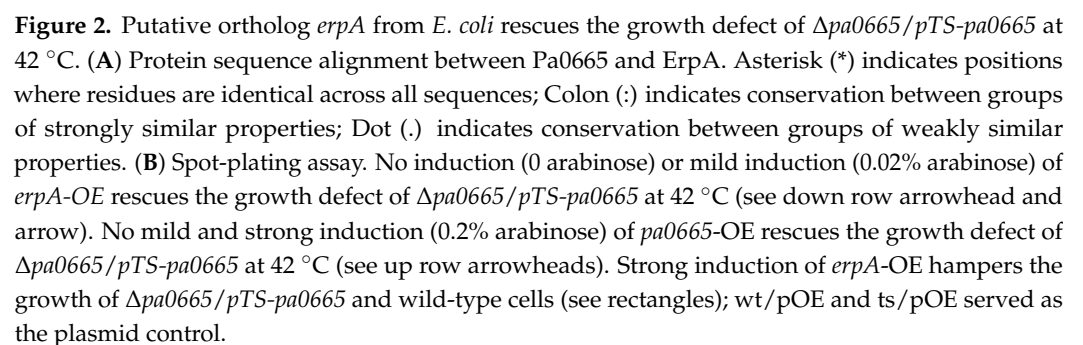 Figure 2. Putative ortholog erpA from E. coli rescues the growth defect of Δpa0665/pTS-pa0665 at
42 °C. (A) Protein sequence alignment between Pa0665 and ErpA. Asterisk (*) indicates positions
where residues are identical across all sequences; Colon (:) indicates conservation between groups
of strongly similar properties; Dot (.) indicates conservation between groups of weakly similar
properties. (B) Spot-plating assay. No induction (0 arabinose) or mild induction (0.02% arabinose) of
erpA-OE rescues the growth defect of Δpa0665/pTS-pa0665 at 42 °C (see down row arrowhead and
arrow). No mild and strong induction (0.2% arabinose) of pa0665-OE rescues the growth defect of
Δpa0665/pTS-pa0665 at 42 °C (see up row arrowheads). Strong induction of erpA-OE hampers the
growth of Δpa0665/pTS-pa0665 and wild-type cells (see rectangles); wt/pOE and ts/pOE served as
the plasmid control.